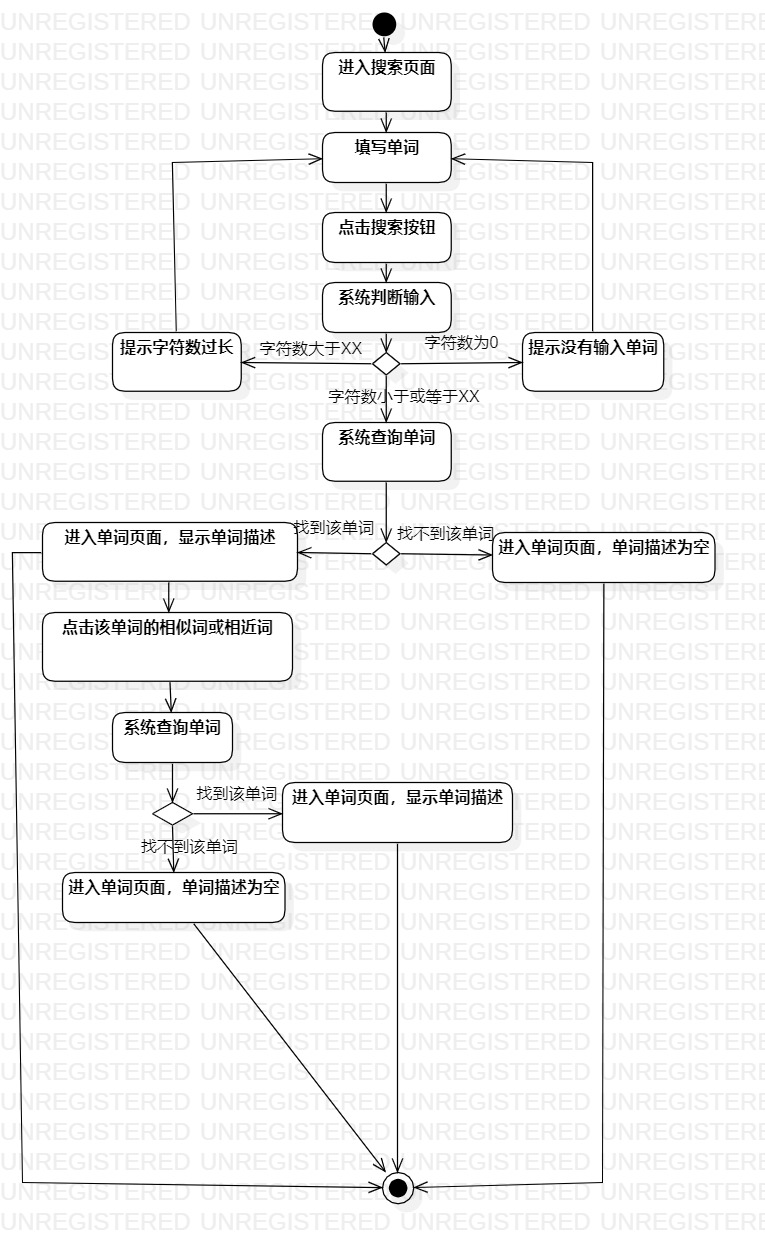 进入搜索页面
填写单词
点击搜索按钮
系统判断输入
字符数大于XX
字符数为0
提示字符数过长
提示没有输入单词
字符数小于或等于XX
系统查询单词
找到该单词
找不到该单词
进入单词页面，显示单词描述
进入单词页面，单词描述为空
点击该单词的相似词或相近词
系统查询单词
找到该单词
进入单词页面，显示单词描述
找不到该单词
进入单词页面，单词描述为空
UNREGISTERED